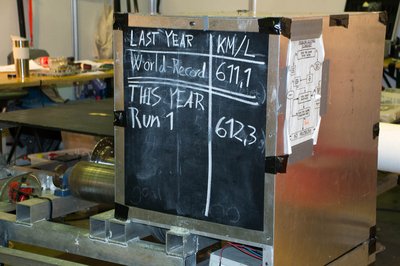 LAST YEAR KM/L
World-Record 611,1
THIS YEAR
Run 1 612,3